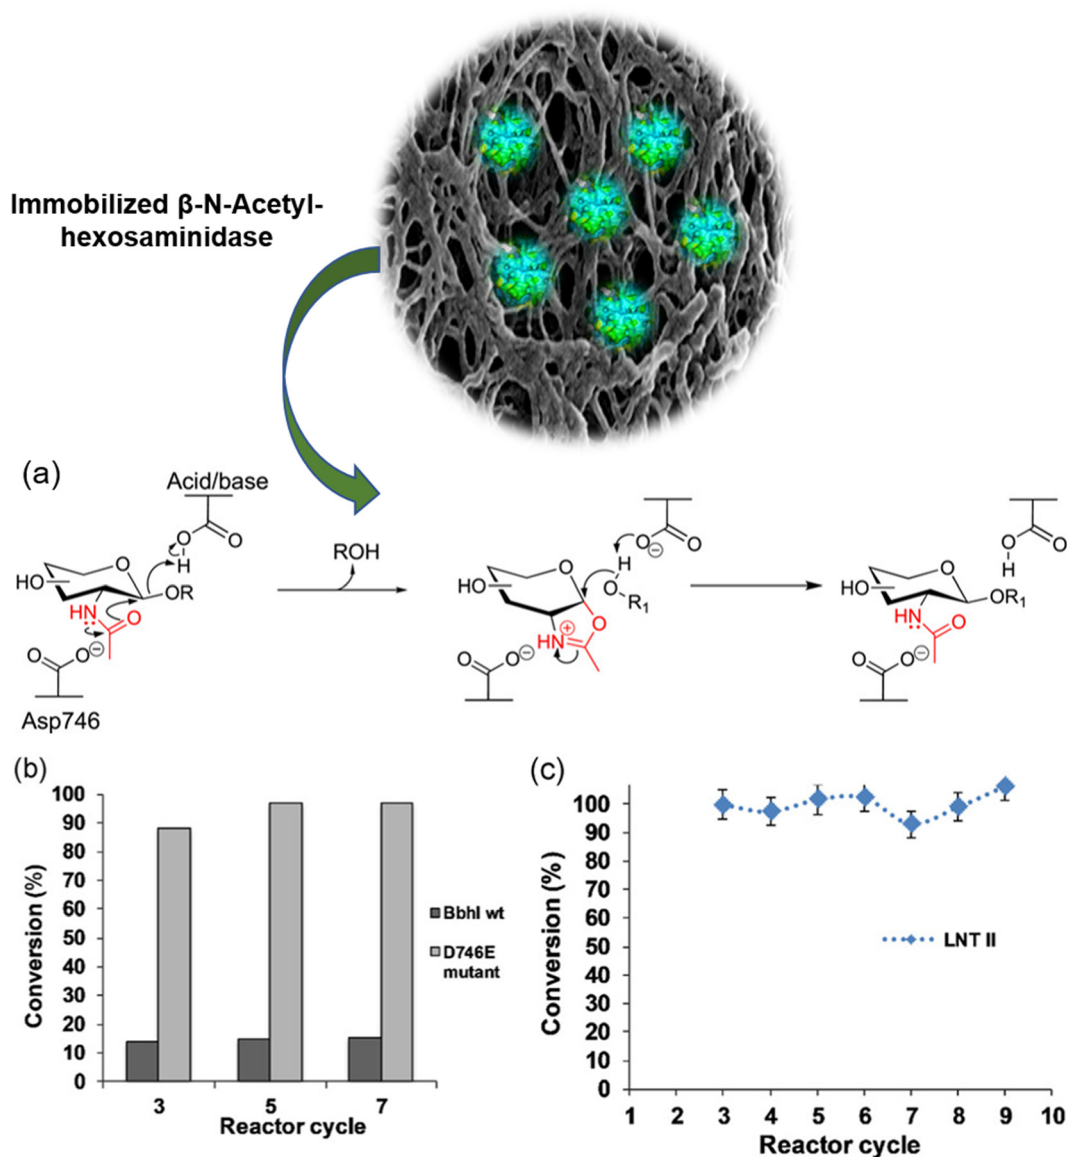 Immobilized β-N-Acetyl-
hexosaminidase
(a)
Acid/base
O
H
O
O
HO
OR
HN
O
O
O⊖
Asp746
ROH
O
O⊖
H
O
R1
O
HO
O
HN⊕
O
O⊖
O
H
O
O
HO
OR1
HN
O
O
O⊖
(b)
100
90
80
70
60
50
40
30
20
10
0
Conversion (%)
3 5 7
Reactor cycle
BbhI wt
D746E
mutant
(c)
100
90
80
70
60
50
40
30
20
10
0
Conversion (%)
1 2 3 4 5 6 7 8 9 10
Reactor cycle
LNT II